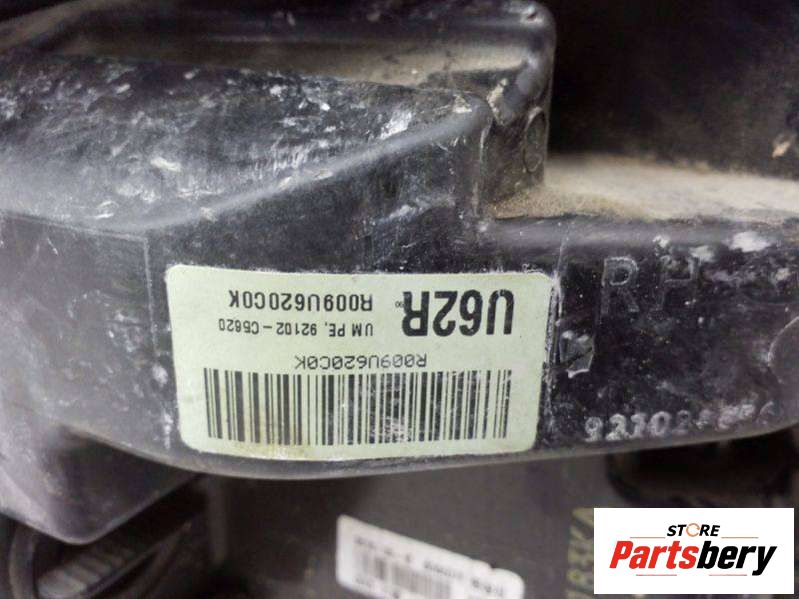 RH
U62R
UM PE, 92102-C5620
R009U620C0K
R009U620C0K
STORE
Partsbery